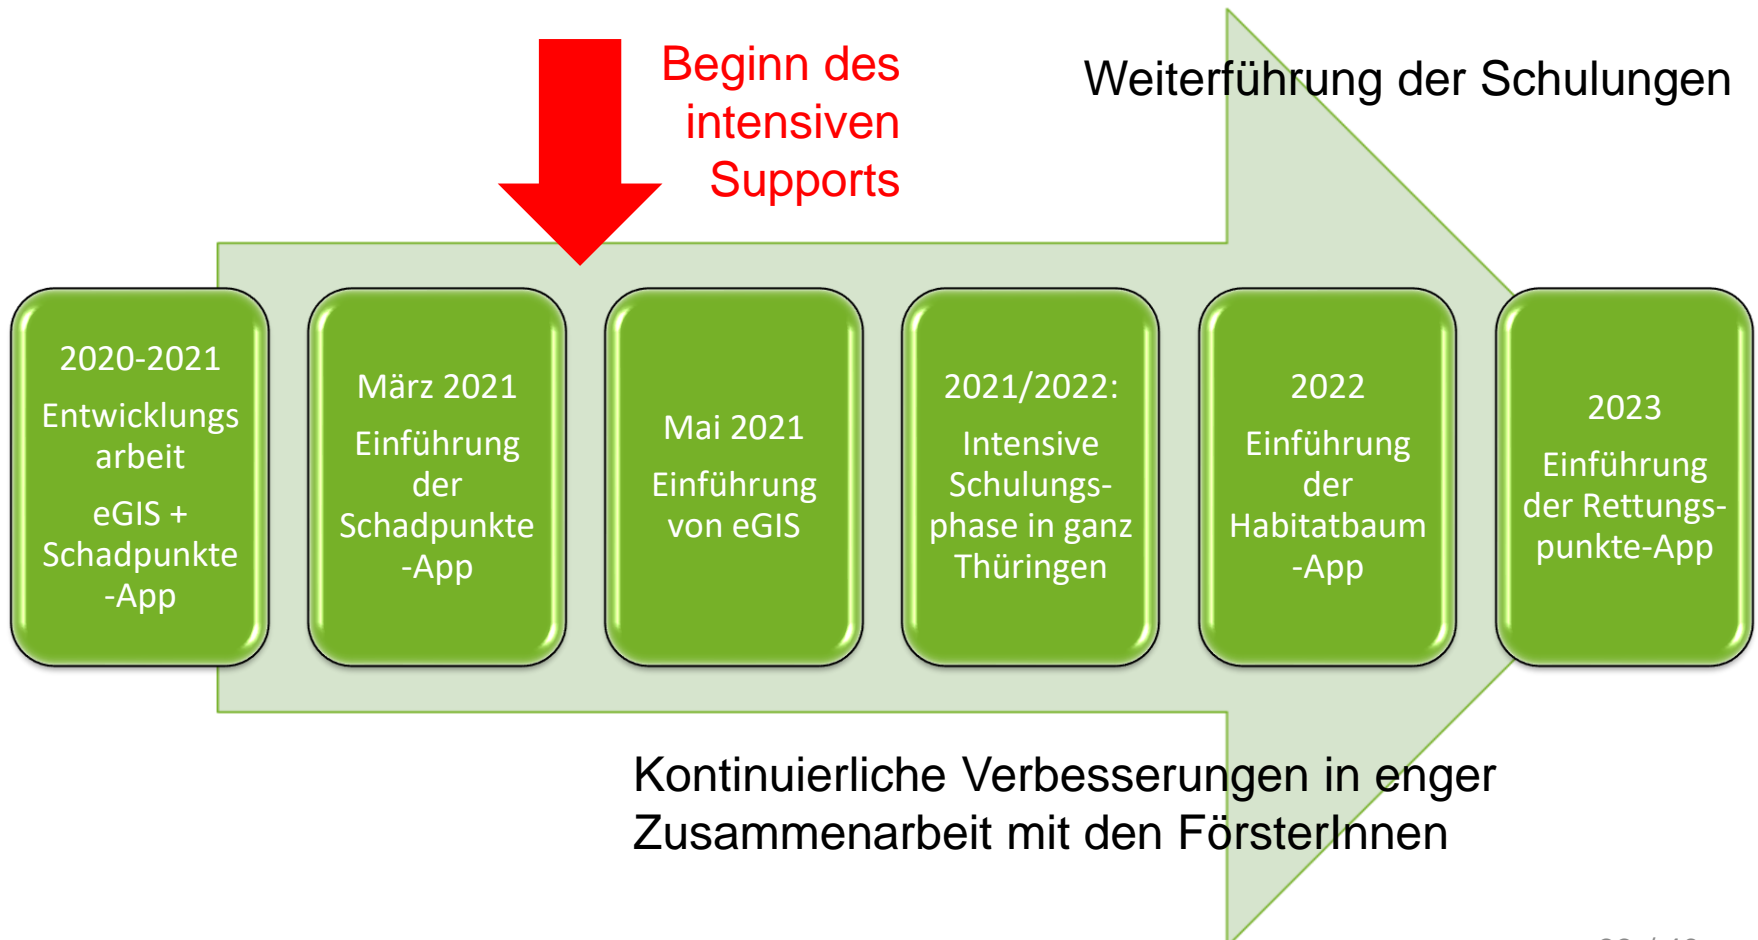 Beginn des
intensiven
Supports
Weiterführung der Schulungen
2020-2021
Entwicklungs
arbeit
eGIS +
Schadpunkte
-App
März 2021
Einführung
der
Schadpunkte
-App
Mai 2021
Einführung
von eGIS
2021/2022:
Intensive
Schulungs-
phase in ganz
Thüringen
2022
Einführung
der
Habitatbaum
-App
2023
Einführung
der Rettungs-
punkte-App
Kontinuierliche Verbesserungen in enger
Zusammenarbeit mit den FörsterInnen